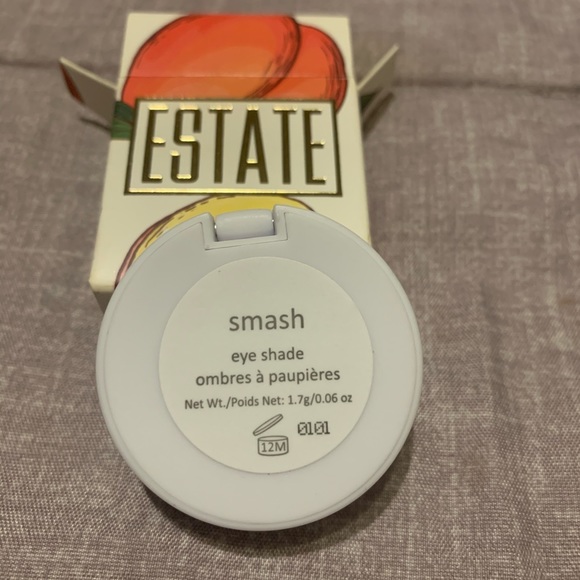 ESTATE
smash
eye shade
ombres à paupières
Net Wt./Poids Net: 1.7g/0.06 oz
12M
0101